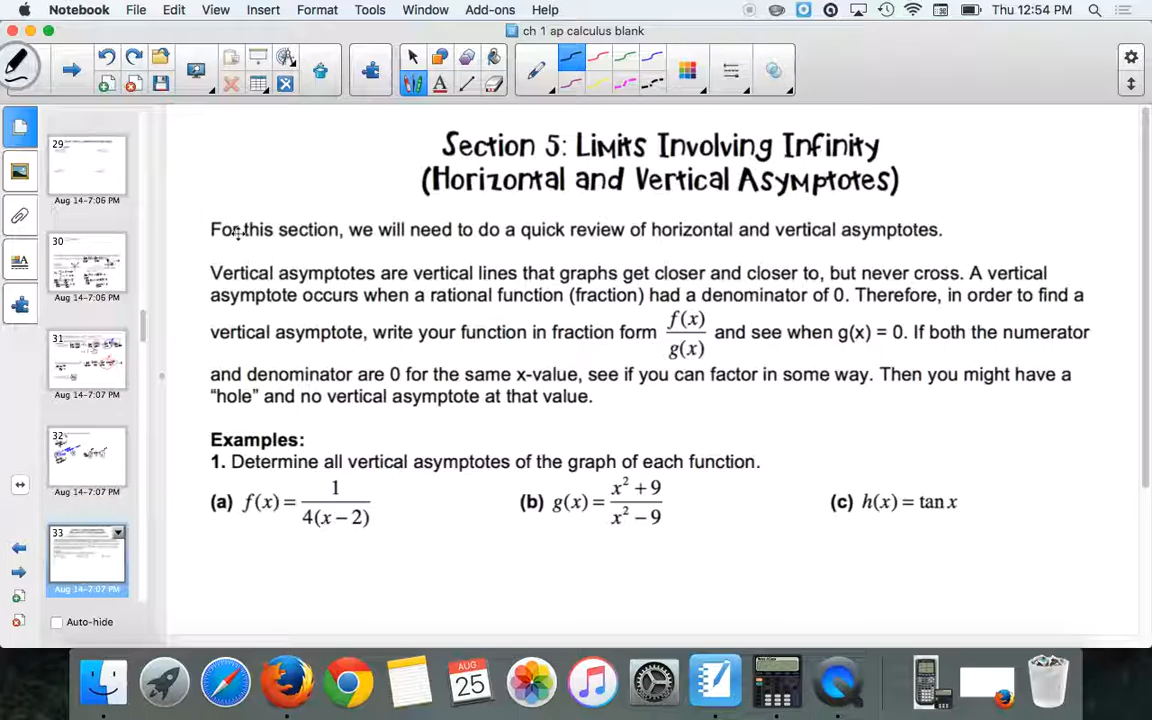 Notebook File Edit View Insert Format Tools Window Add-ons Help Thu 12:54 PM
ch 1 ap calculus blank
29
Aug 14-7:06 PM
30
Aug 14-7:06 PM
31
Aug 14-7:07 PM
32
Aug 14-7:07 PM
33
Aug 14-7:07 PM
Auto-hide
Section 5: Limits Involving Infinity
(Horizontal and Vertical Asymptotes)
For this section, we will need to do a quick review of horizontal and vertical asymptotes.
Vertical asymptotes are vertical lines that graphs get closer and closer to, but never cross. A vertical
asymptote occurs when a rational function (fraction) had a denominator of 0. Therefore, in order to find a
vertical asymptote, write your function in fraction form f(x)/g(x) and see when g(x) = 0. If both the numerator
and denominator are 0 for the same x-value, see if you can factor in some way. Then you might have a
“hole” and no vertical asymptote at that value.
Examples:
1. Determine all vertical asymptotes of the graph of each function.
(a) f(x) = 1/4(x − 2) (b) g(x) = x² + 9/x² − 9 (c) h(x) = tan x
AUG
25